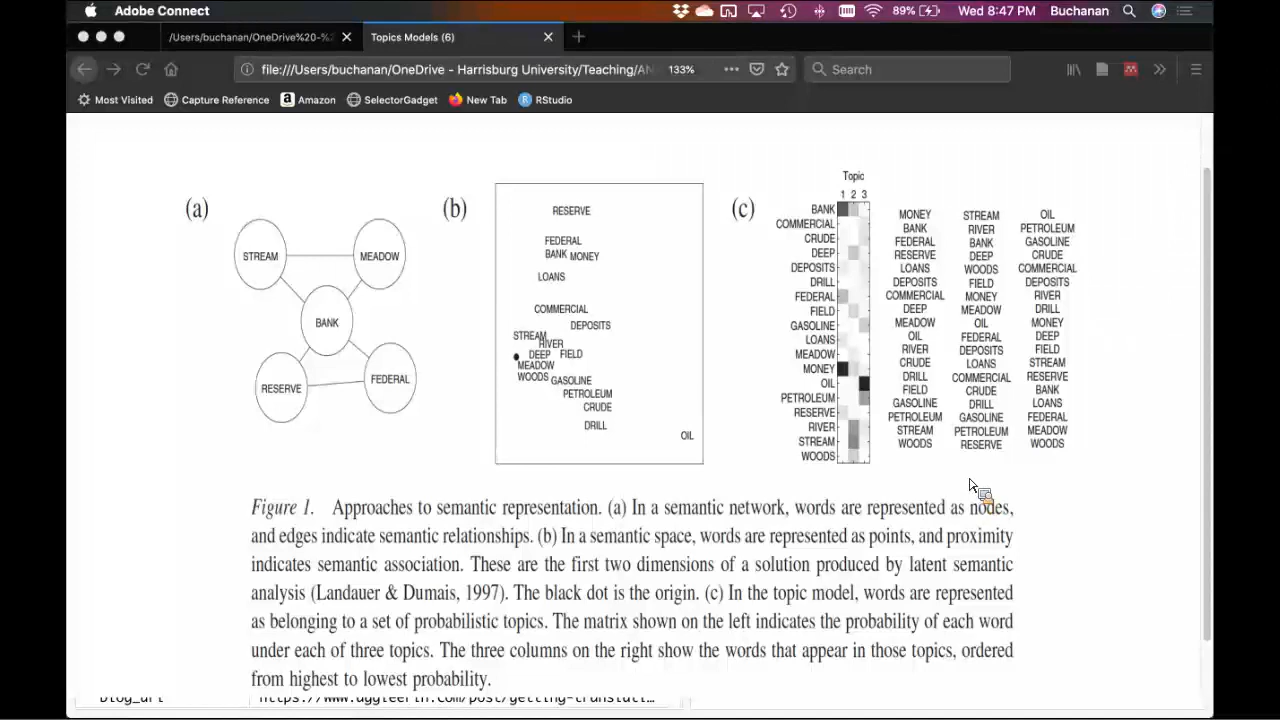 Adobe Connect
89%
Wed 8:47 PM
Buchanan
/Users/buchanan/OneDrive%20-%2
Topics Models (6)
file:///Users/buchanan/OneDrive - Harrisburg University/Teaching/AN
133%
Search
Most Visited
Capture Reference
Amazon
SelectorGadget
New Tab
RStudio
(a)
STREAM
MEADOW
BANK
RESERVE
FEDERAL
(b)
RESERVE
FEDERAL
BANK MONEY
LOANS
COMMERCIAL
DEPOSITS
STREAM
RIVER
DEEP FIELD
MEADOW
WOODS GASOLINE
PETROLEUM
CRUDE
DRILL
OIL
(c)
Topic
1 2 3
BANK
COMMERCIAL
CRUDE
DEEP
DEPOSITS
DRILL
FEDERAL
FIELD
GASOLINE
LOANS
MEADOW
MONEY
OIL
PETROLEUM
RESERVE
RIVER
STREAM
WOODS
MONEY
BANK
FEDERAL
RESERVE
LOANS
DEPOSITS
COMMERCIAL
DEEP
MEADOW
OIL
RIVER
CRUDE
DRILL
FIELD
GASOLINE
PETROLEUM
STREAM
WOODS
STREAM
RIVER
BANK
DEEP
WOODS
FIELD
MONEY
MEADOW
OIL
FEDERAL
DEPOSITS
LOANS
COMMERCIAL
CRUDE
DRILL
GASOLINE
PETROLEUM
RESERVE
OIL
PETROLEUM
GASOLINE
CRUDE
COMMERCIAL
DEPOSITS
RIVER
DRILL
MONEY
DEEP
FIELD
STREAM
RESERVE
BANK
LOANS
FEDERAL
MEADOW
WOODS
Figure 1. Approaches to semantic representation. (a) In a semantic network, words are represented as nodes,
and edges indicate semantic relationships. (b) In a semantic space, words are represented as points, and proximity
indicates semantic association. These are the first two dimensions of a solution produced by latent semantic
analysis (Landauer & Dumais, 1997). The black dot is the origin. (c) In the topic model, words are represented
as belonging to a set of probabilistic topics. The matrix shown on the left indicates the probability of each word
under each of three topics. The three columns on the right show the words that appear in those topics, ordered
from highest to lowest probability.
blog_url